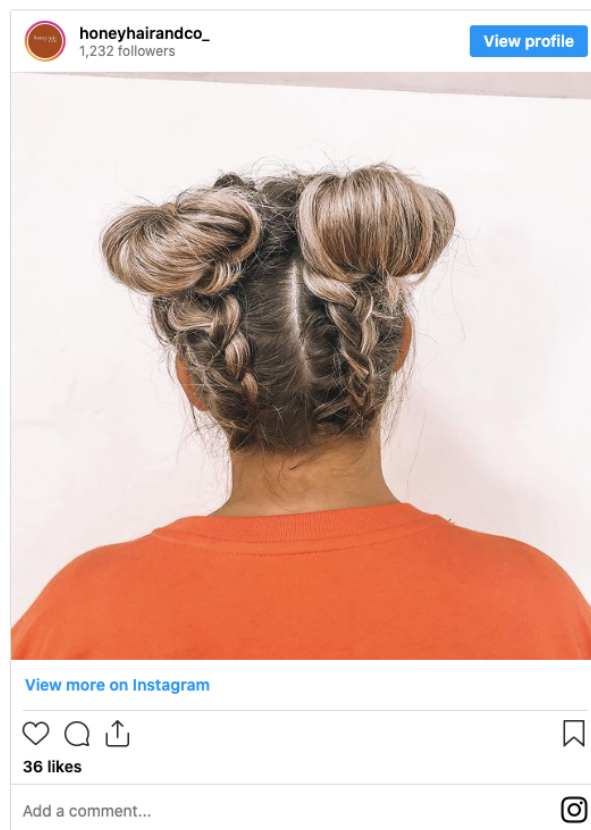 honeyhairandco_
1,232 followers
View profile
View more on Instagram
36 likes
Add a comment...